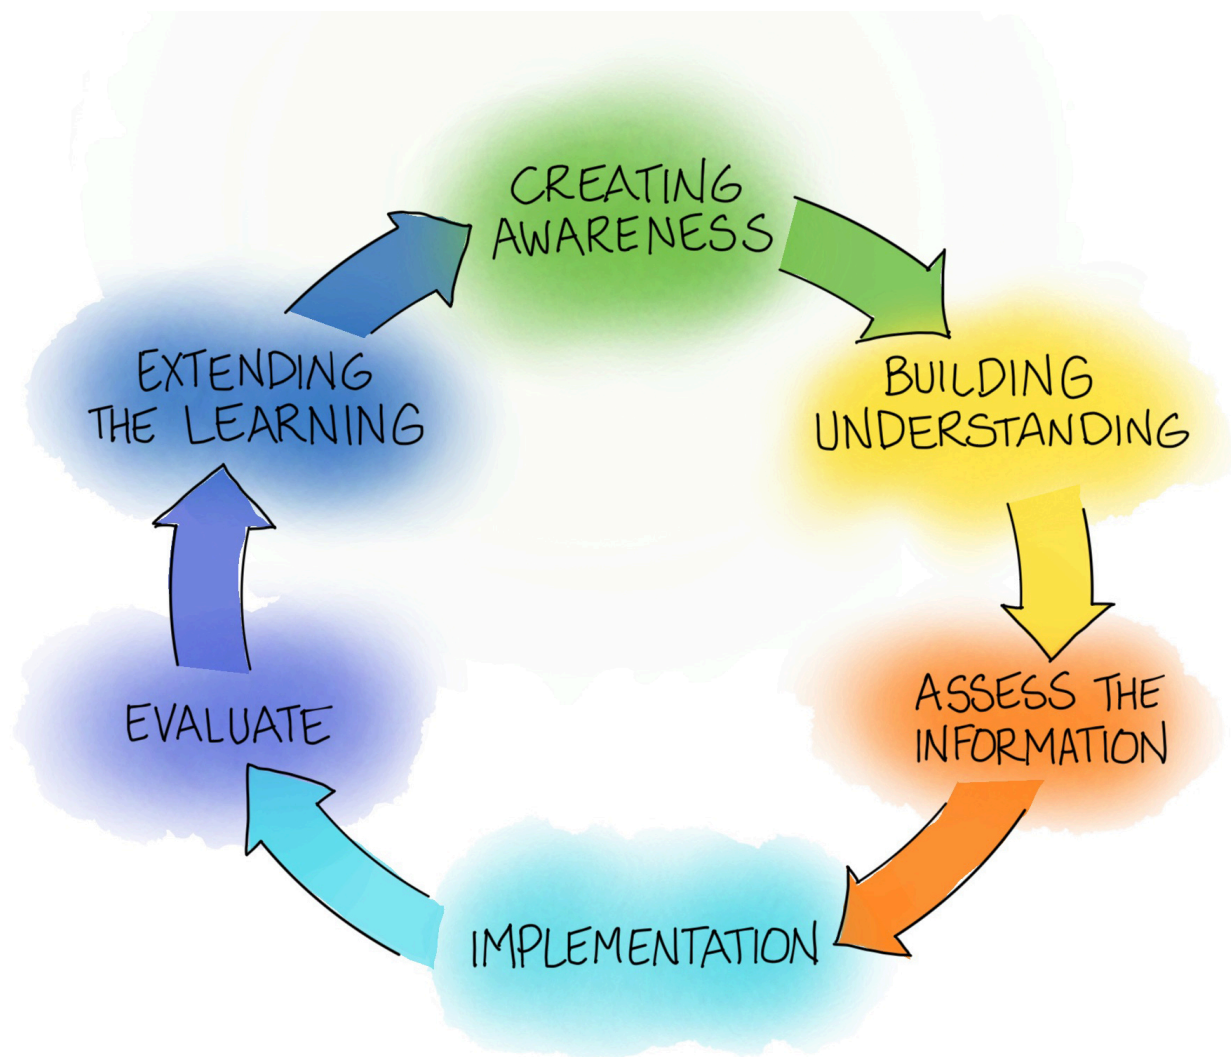 CREATING
AWARENESS
BUILDING
UNDERSTANDING
ASSESS THE
INFORMATION
IMPLEMENTATION
EVALUATE
EXTENDING
THE LEARNING